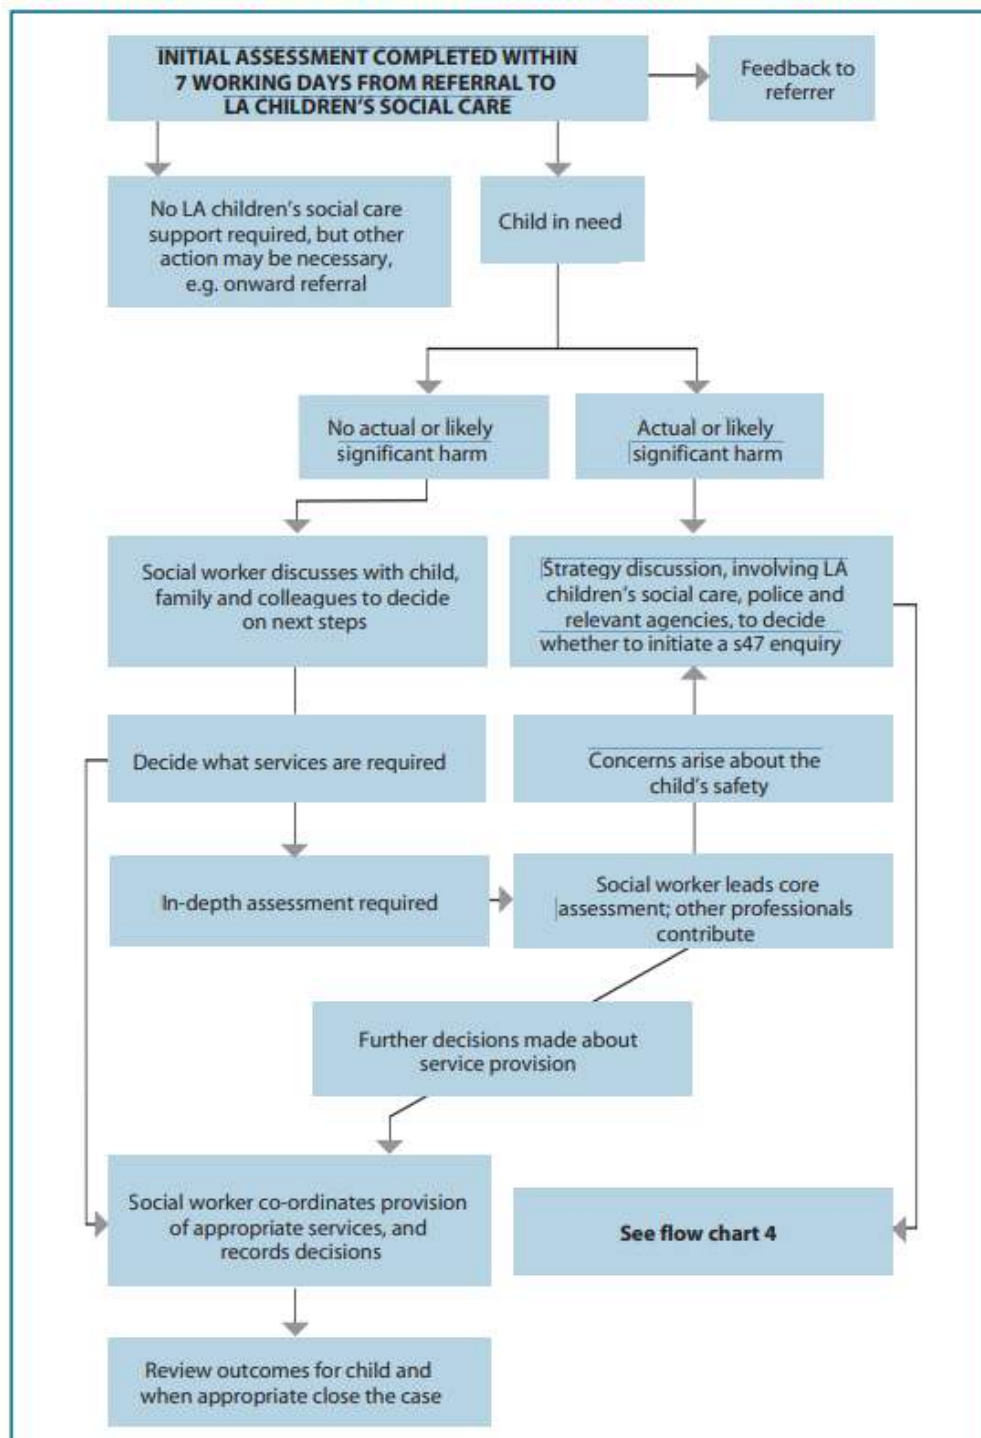 INITIAL ASSESSMENT COMPLETED WITHIN
7 WORKING DAYS FROM REFERRAL TO
LA CHILDREN'S SOCIAL CARE
Feedback to
referrer
No LA children's social care
support required, but other
action may be necessary,
e.g. onward referral
Child in need
No actual or likely
significant harm
Actual or likely
significant harm
Social worker discusses with child,
family and colleagues to decide
on next steps
Strategy discussion, involving LA
children's social care, police and
relevant agencies, to decide
whether to initiate a s47 enquiry
Decide what services are required
Concerns arise about the
child's safety
In-depth assessment required
Social worker leads core
assessment; other professionals
contribute
Further decisions made about
service provision
Social worker co-ordinates provision
of appropriate services, and
records decisions
See flow chart 4
Review outcomes for child and
when appropriate close the case